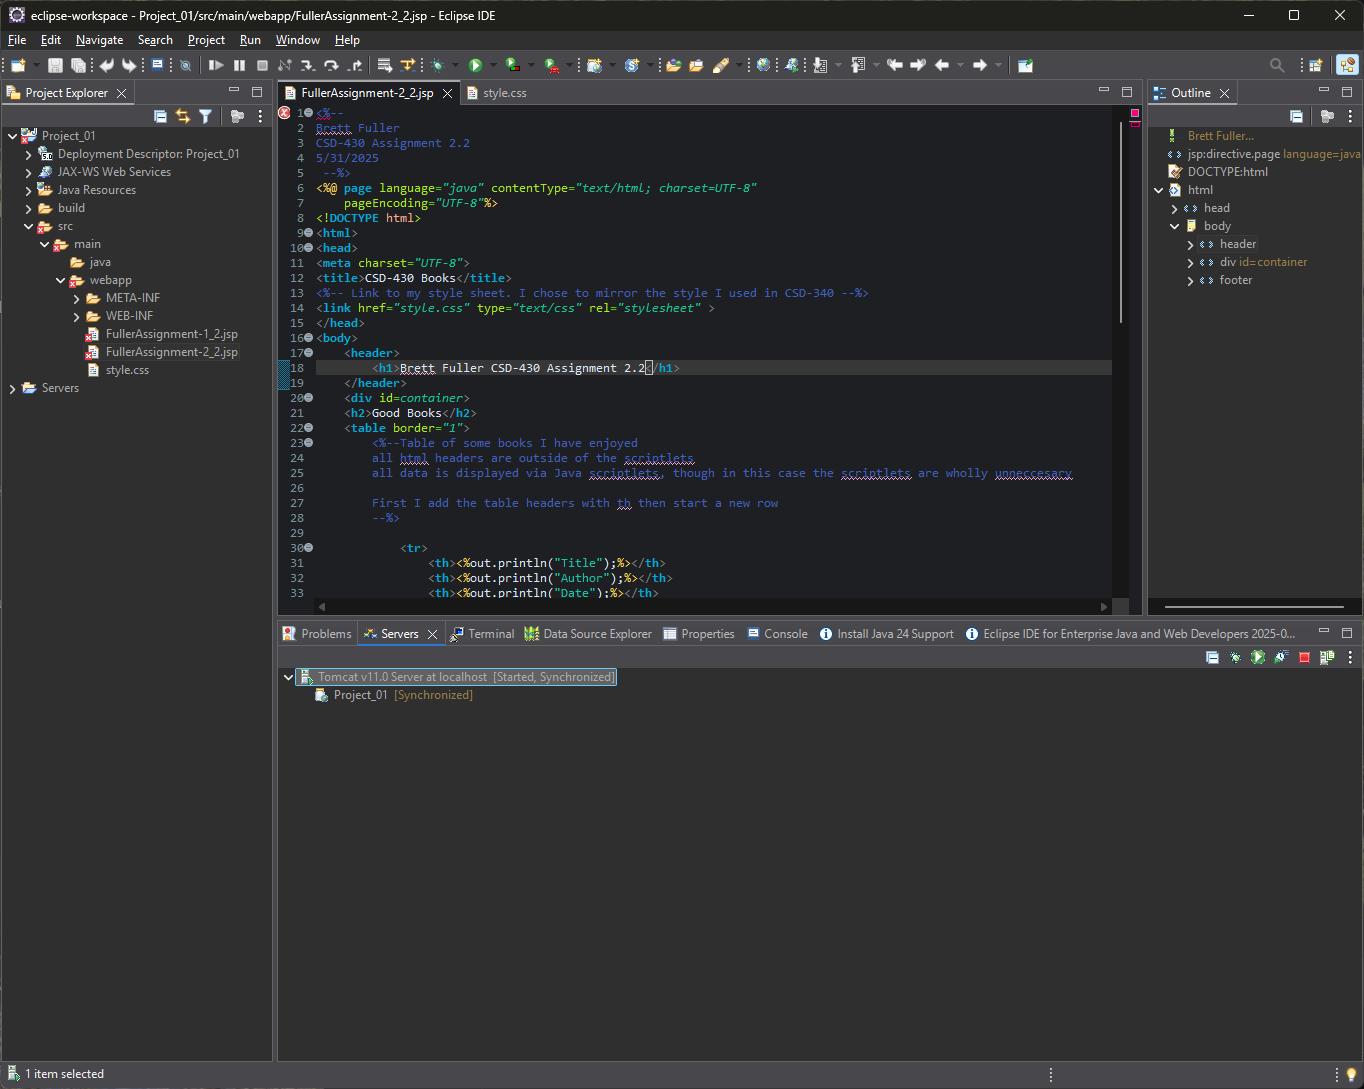 eclipse-workspace - Project_01/src/main/webapp/FullerAssignment-2_2.jsp - Eclipse IDE
File Edit Navigate Search Project Run Window Help
Project Explorer
Project_01
5.0 Deployment Descriptor: Project_01
JAX-WS Web Services
Java Resources
build
src
main
java
webapp
META-INF
WEB-INF
FullerAssignment-1_2.jsp
FullerAssignment-2_2.jsp
style.css
Servers
FullerAssignment-2_2.jsp style.css
1 <%--
2 Brett Fuller
3 CSD-430 Assignment 2.2
4 5/31/2025
5 --%>
6 <%@ page language="java" contentType="text/html; charset=UTF-8"
7 pageEncoding="UTF-8"%>
8 <!DOCTYPE html>
9 <html>
10 <head>
11 <meta charset="UTF-8">
12 <title>CSD-430 Books</title>
13 <%-- Link to my style sheet. I chose to mirror the style I used in CSD-340 --%>
14 <link href="style.css" type="text/css" rel="stylesheet" >
15 </head>
16 <body>
17 <header>
18 <h1>Brett Fuller CSD-430 Assignment 2.2</h1>
19 </header>
20 <div id=container>
21 <h2>Good Books</h2>
22 <table border="1">
23 <%--Table of some books I have enjoyed
24 all html headers are outside of the scriptlets
25 all data is displayed via Java scriptlets, though in this case the scriptlets are wholly unneccesary
26
27 First I add the table headers with th then start a new row
28 --%>
29
30 <tr>
31 <th><%out.println("Title");%></th>
32 <th><%out.println("Author");%></th>
33 <th><%out.println("Date");%></th>
Outline
Brett Fuller...
jsp:directive.page language=java
DOCTYPE:html
html
head
body
header
div id=container
footer
Problems Servers Terminal Data Source Explorer Properties Console Install Java 24 Support Eclipse IDE for Enterprise Java and Web Developers 2025-0...
Tomcat v11.0 Server at localhost [Started, Synchronized]
Project_01 [Synchronized]
1 item selected